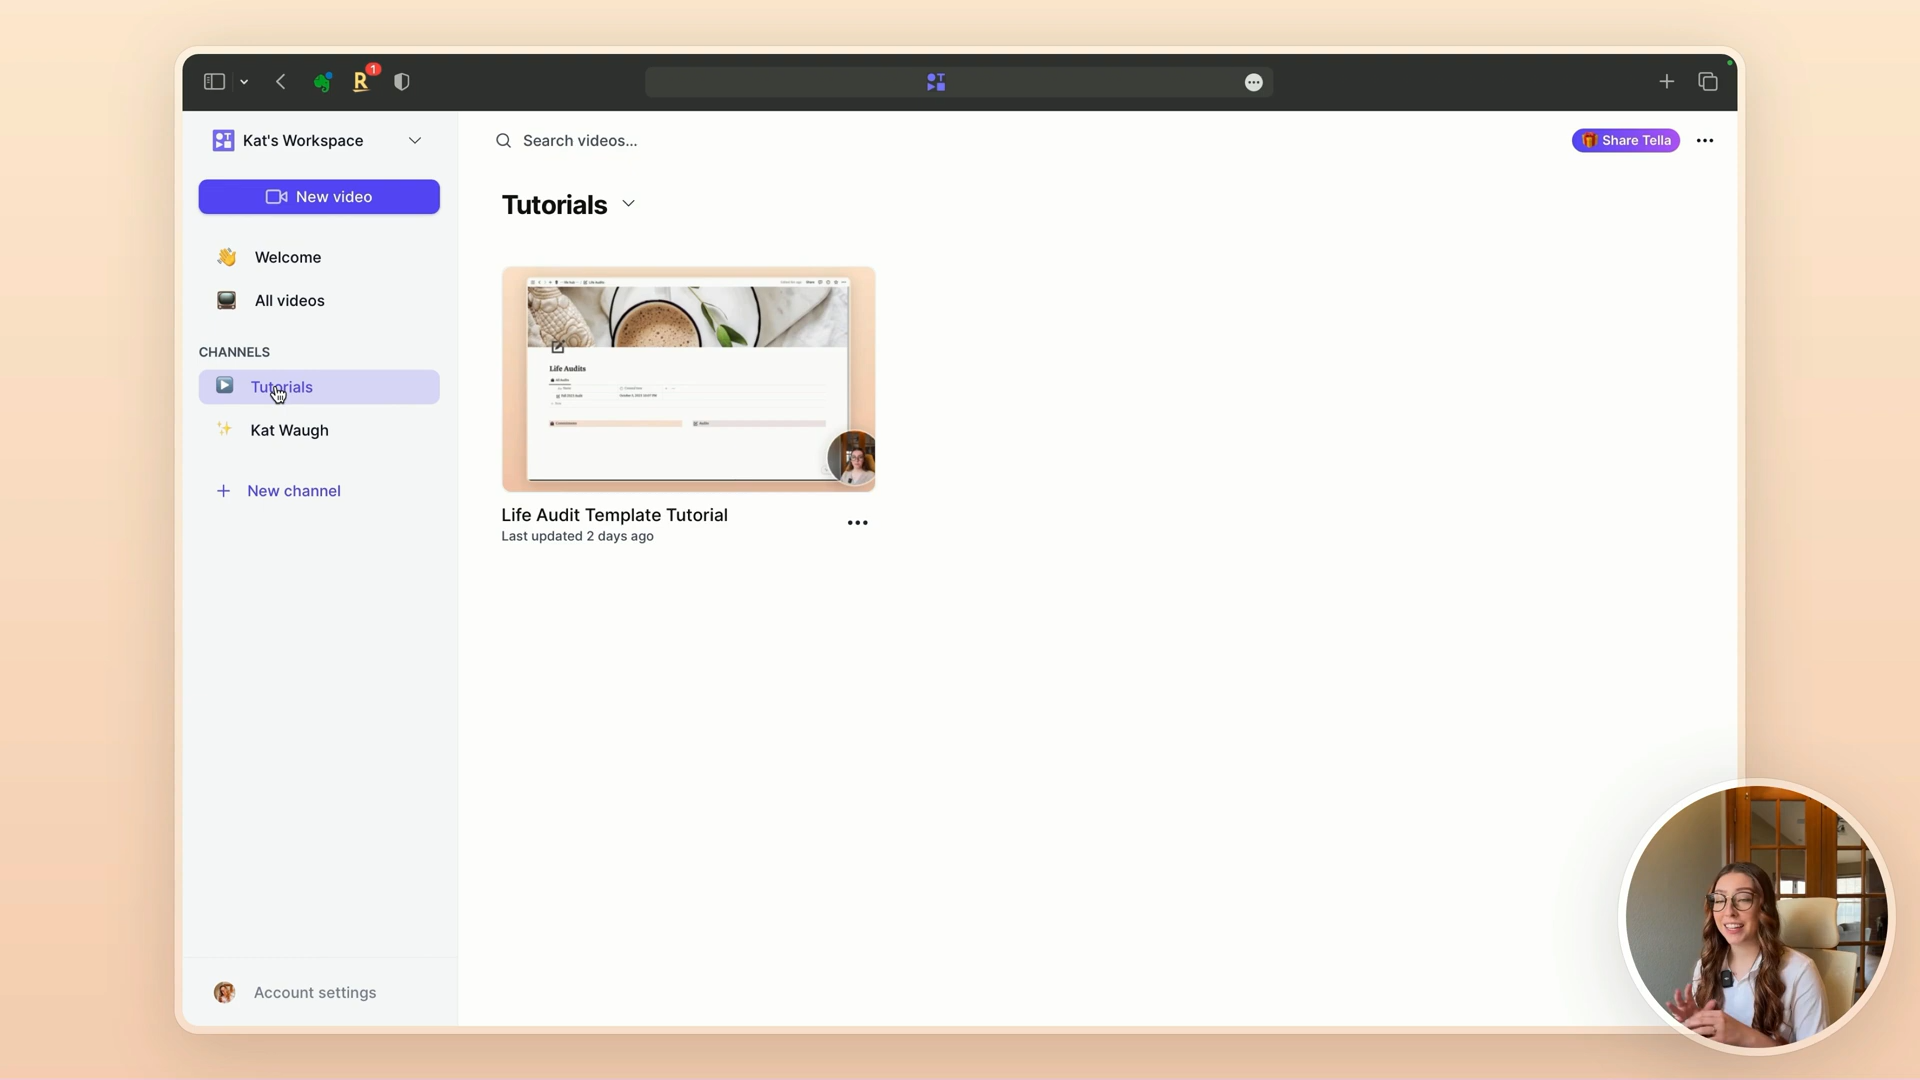 1
Kat's Workspace
Search videos...
Share Tella
New video
Tutorials
Welcome
All videos
CHANNELS
Tutorials
Kat Waugh
New channel
Life Audits
Life Audit Template Tutorial
Last updated 2 days ago
Account settings